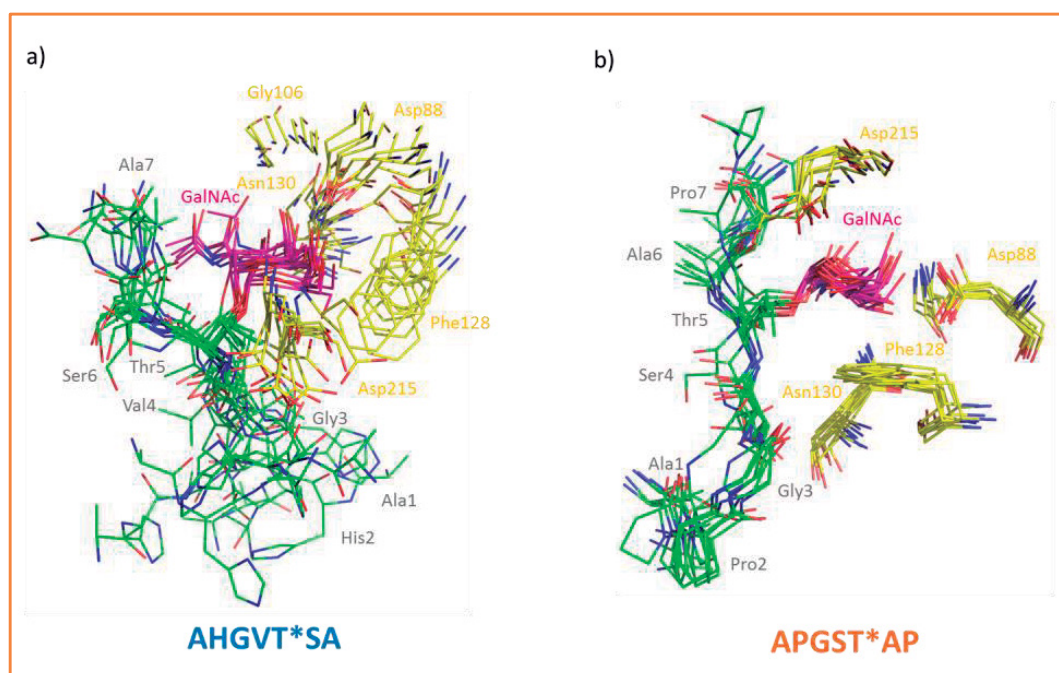 a)
Gly106
Asp88
Ala7
Asn130
GalNAc
Phe128
Ser6
Thr5
Asp215
Val4
Gly3
Ala1
His2
AHGVT*SA
b)
Asp215
Pro7
GalNAc
Ala6
Asp88
Thr5
Phe128
Ser4
Asn130
Ala1
Gly3
Pro2
APGST*AP